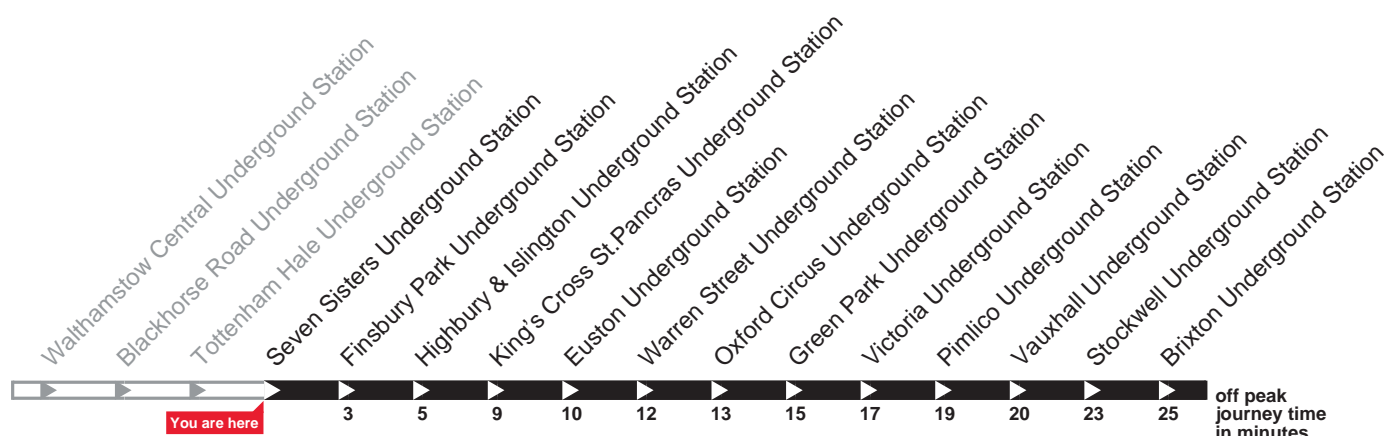 Walthamstow Central Underground Station
Blackhorse Road Underground Station
Tottenham Hale Underground Station
Seven Sisters Underground Station
Finsbury Park Underground Station
Highbury & Islington Underground Station
King's Cross St.Pancras Underground Station
Euston Underground Station
Warren Street Underground Station
Oxford Circus Underground Station
Green Park Underground Station
Victoria Underground Station
Pimlico Underground Station
Vauxhall Underground Station
Stockwell Underground Station
Brixton Underground Station
You are here
3 5 9 10 12 13 15 17 19 20 23 25
off peak
journey time
in minutes